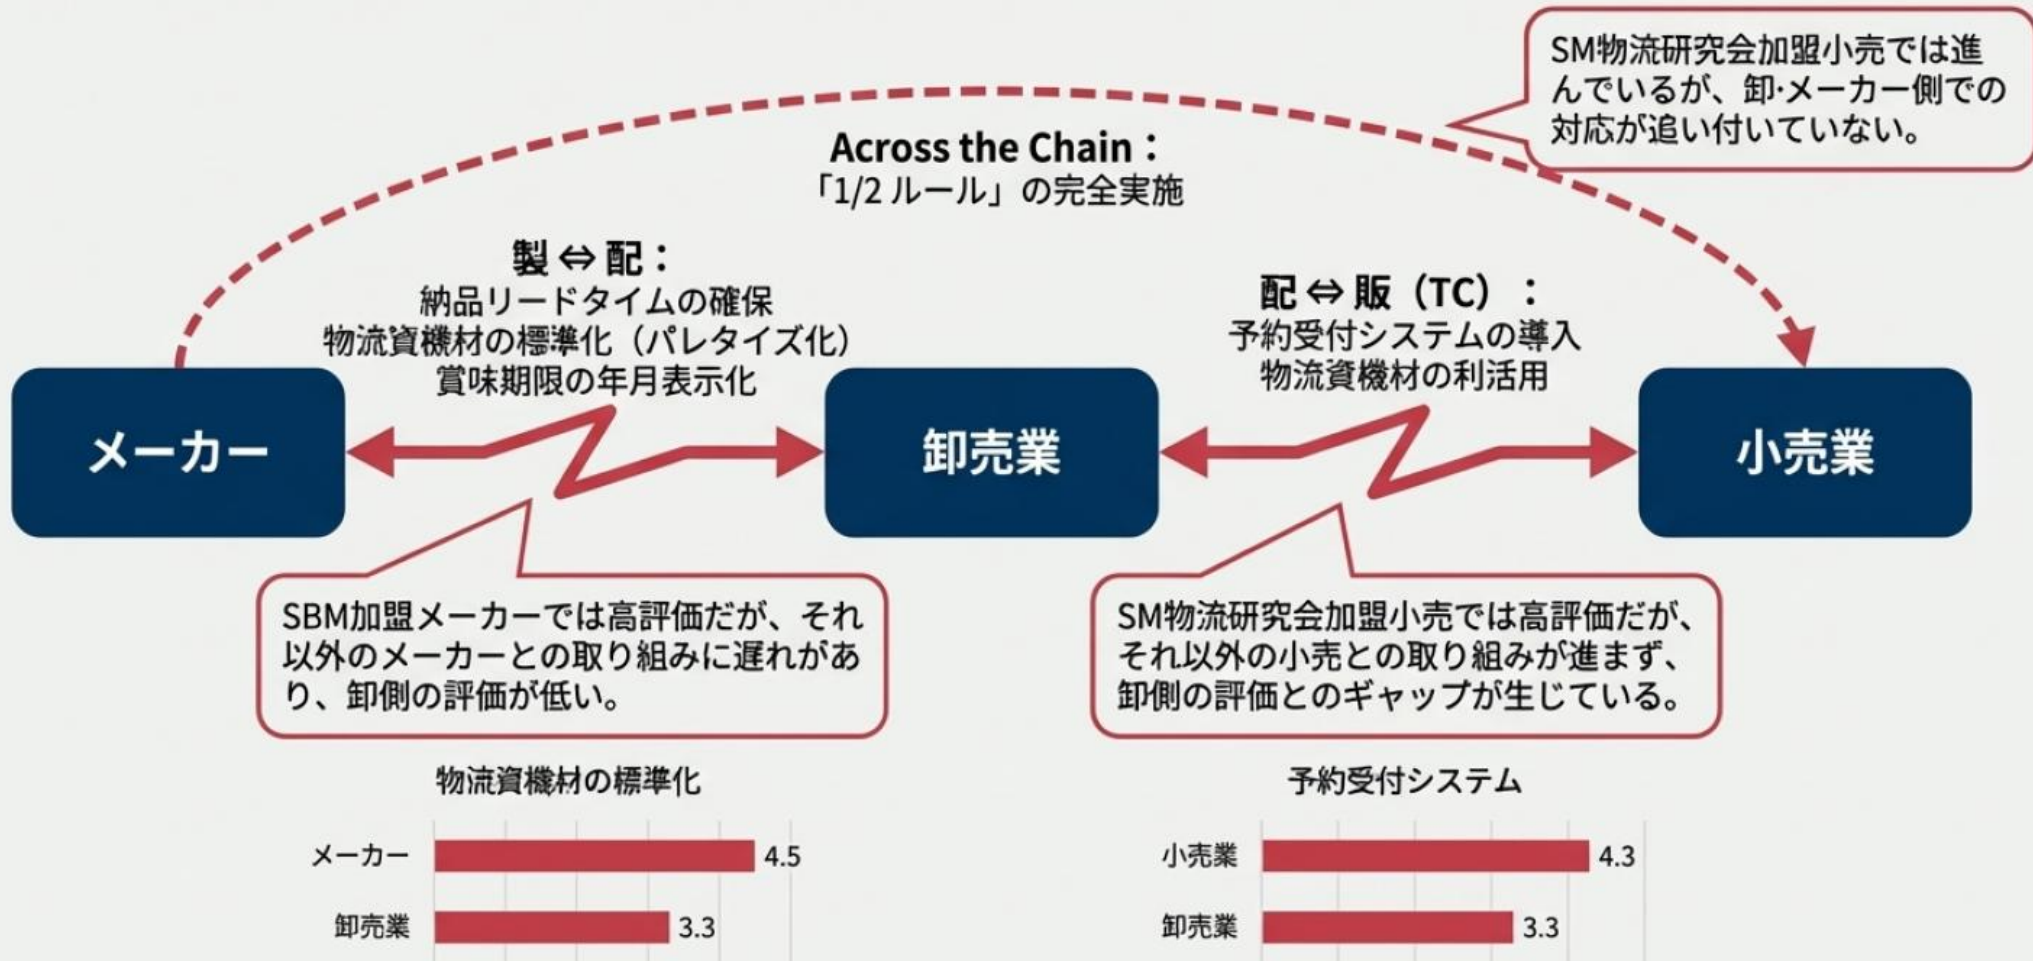 SM物流研究会加盟小売では進
んでいるが、卸·メーカー側での
対応が追い付いていない。
Across the Chain：
「1/2 ルール」の完全実施
製 ⇔ 配：
納品リードタイムの確保
物流資機材の標準化（パレタイズ化）
賞味期限の年月表示化
配 ⇔ 販（TC）：
予約受付システムの導入
物流資機材の利活用
メーカー
卸売業
小売業
SBM加盟メーカーでは高評価だが、それ
以外のメーカーとの取り組みに遅れがあ
り、卸側の評価が低い。
SM物流研究会加盟小売では高評価だが、
それ以外の小売との取り組みが進まず、
卸側の評価とのギャップが生じている。
物流資機材の標準化
メーカー 4.5
卸売業 3.3
予約受付システム
小売業 4.3
卸売業 3.3